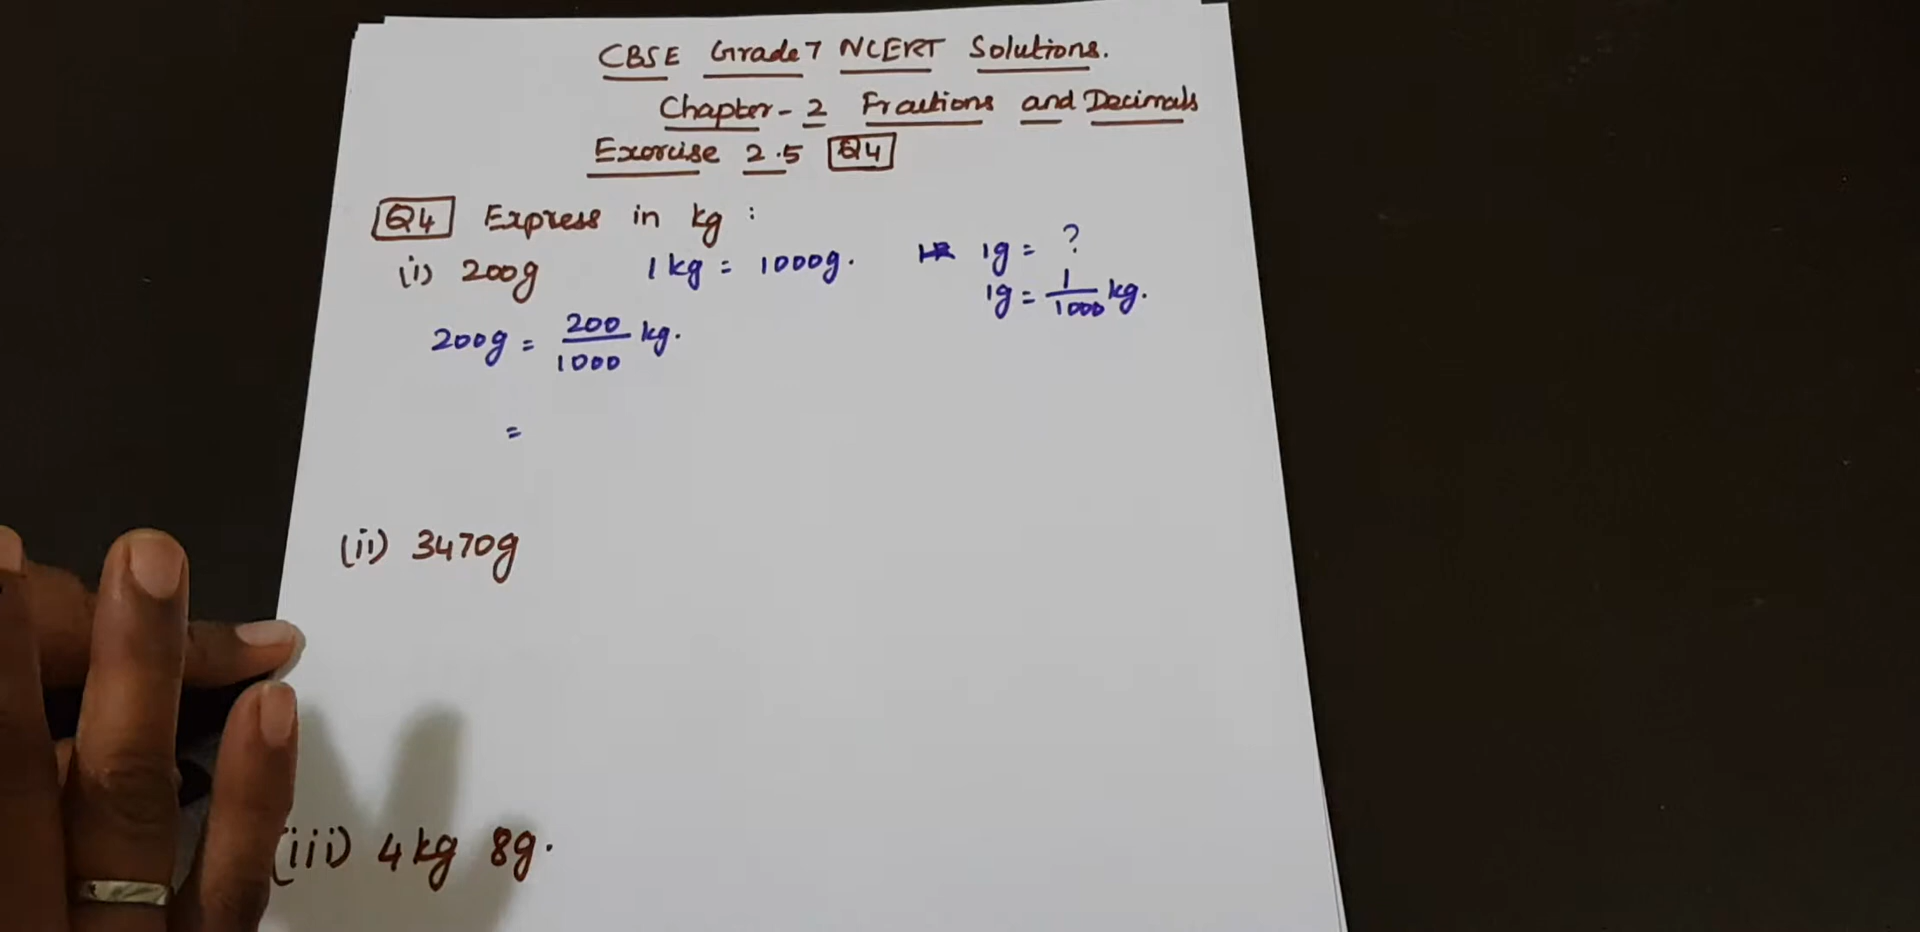 CBSE Grade 7 NCERT Solutions.
Chapter - 2 Fractions and Decimals
Exercise 2.5 Q4
Q4 Express in kg :
(i) 200g 1 kg = 1000g. 1g = ?
1g = 1/1000 kg.
200g = 200/1000 kg.
=
(ii) 3470g
(iii) 4 kg 8g.